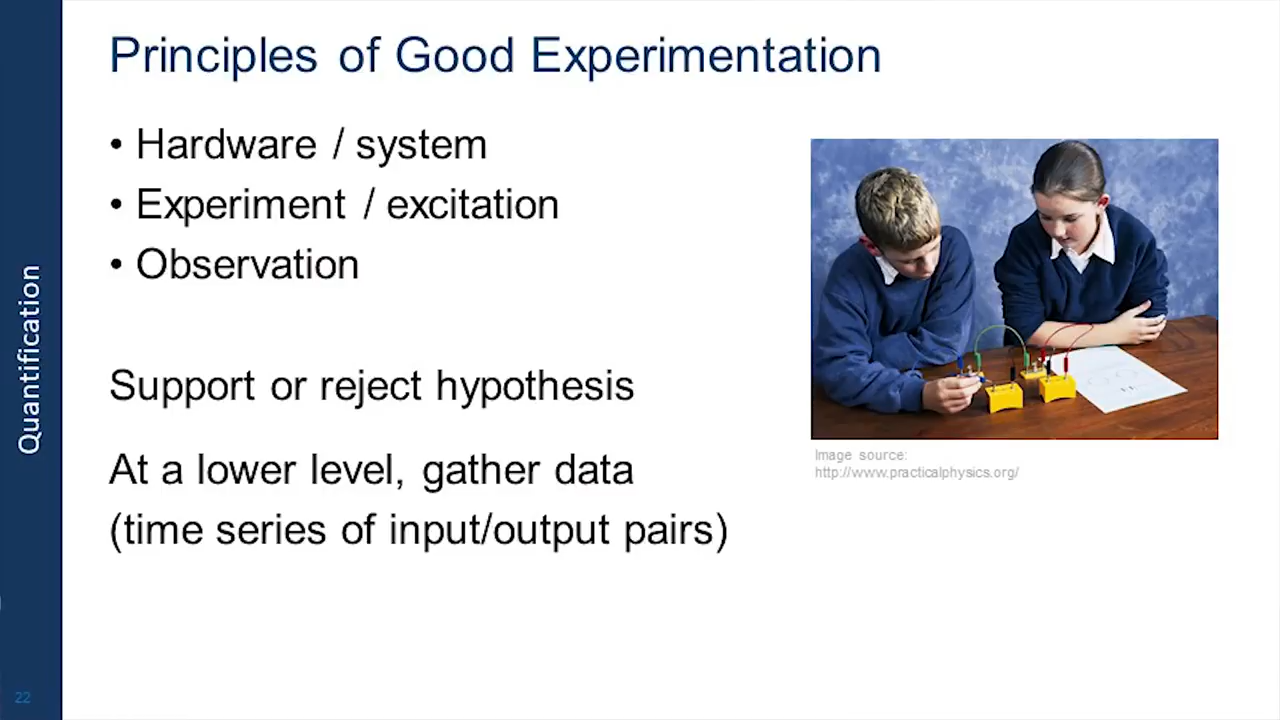 Principles of Good Experimentation
• Hardware / system
• Experiment / excitation
• Observation
Support or reject hypothesis
At a lower level, gather data
(time series of input/output pairs)
Image source:
http://www.practicalphysics.org/
Quantification
22